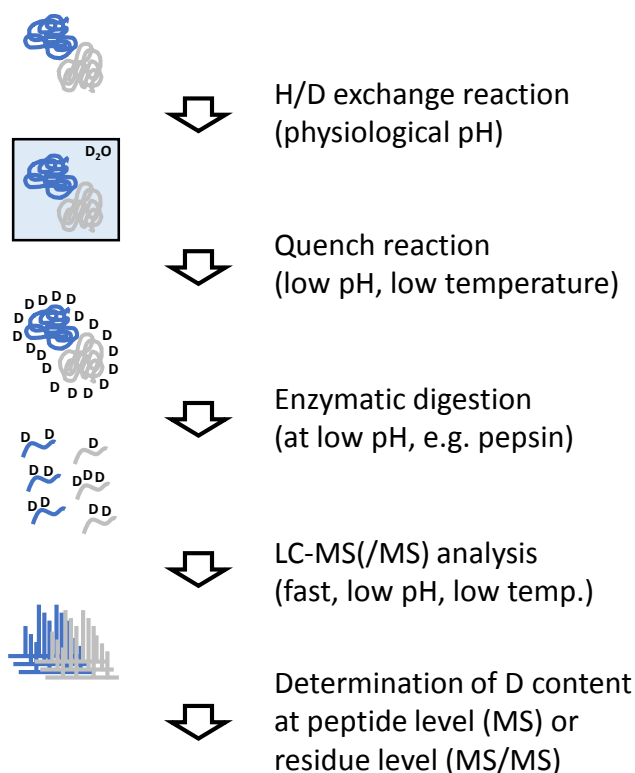 H/D exchange reaction
(physiological pH)
D₂O
Quench reaction
(low pH, low temperature)
D D D D
D D
D D
D D
D D
D D
D D
D D D D
Enzymatic digestion
(at low pH, e.g. pepsin)
D D D
D D D D D
D D D D
LC-MS(/MS) analysis
(fast, low pH, low temp.)
Determination of D content
at peptide level (MS) or
residue level (MS/MS)